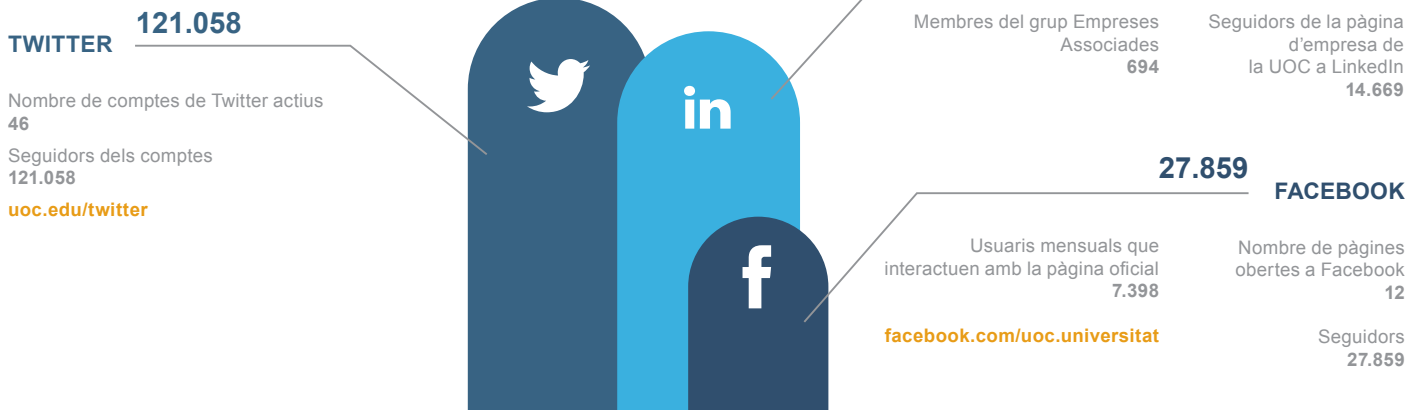 TWITTER
121.058
Nombre de comptes de Twitter actius
46
Seguidors dels comptes
121.058
uoc.edu/twitter
in
Membres del grup Empreses
Associades
694
Seguidors de la pàgina
d'empresa de
la UOC a LinkedIn
14.669
27.859
FACEBOOK
f
Usuaris mensuals que
interactuen amb la pàgina oficial
7.398
facebook.com/uoc.universitat
Nombre de pàgines
obertes a Facebook
12
Seguidors
27.859